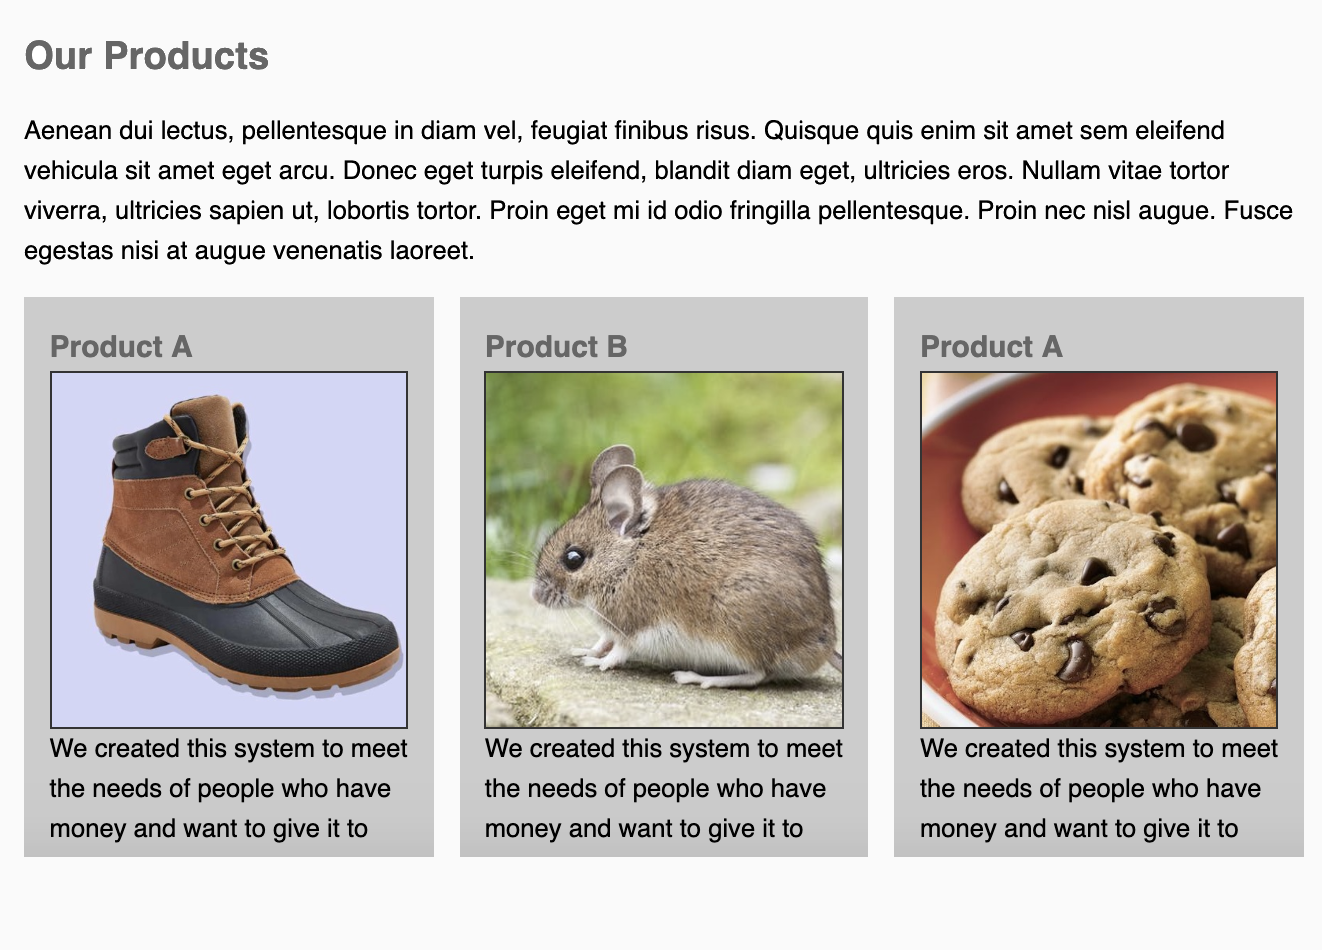 Our Products
Aenean dui lectus, pellentesque in diam vel, feugiat finibus risus. Quisque quis enim sit amet sem eleifend
vehicula sit amet eget arcu. Donec eget turpis eleifend, blandit diam eget, ultricies eros. Nullam vitae tortor
viverra, ultricies sapien ut, lobortis tortor. Proin eget mi id odio fringilla pellentesque. Proin nec nisl augue. Fusce
egestas nisi at augue venenatis laoreet.
Product A
We created this system to meet
the needs of people who have
money and want to give it to
Product B
We created this system to meet
the needs of people who have
money and want to give it to
Product A
We created this system to meet
the needs of people who have
money and want to give it to